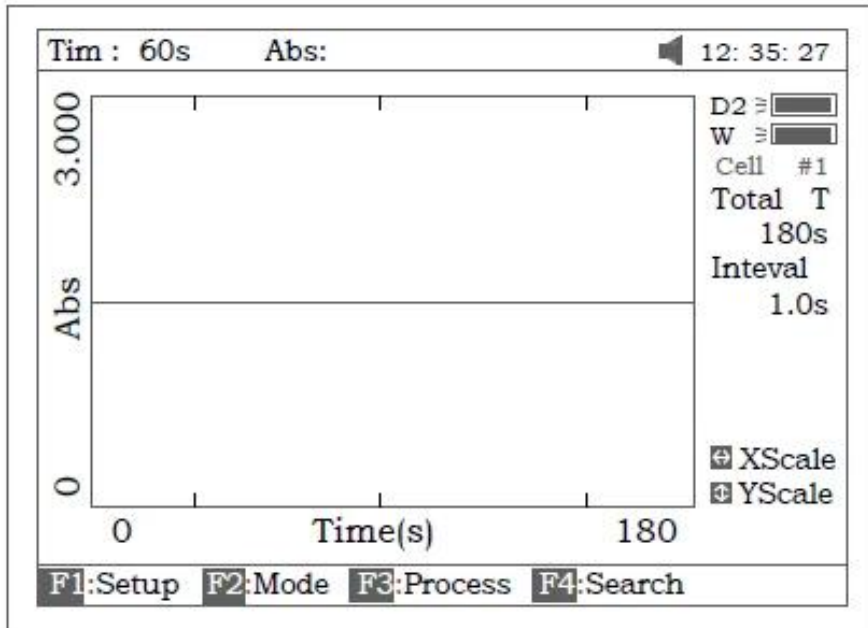 Tim : 60s Abs: 12: 35: 27
3.000
Abs
0
D2
W
Cell #1
Total T
180s
Inteval
1.0s
XScale
YScale
0 Time(s) 180
F1:Setup F2:Mode F3:Process F4:Search